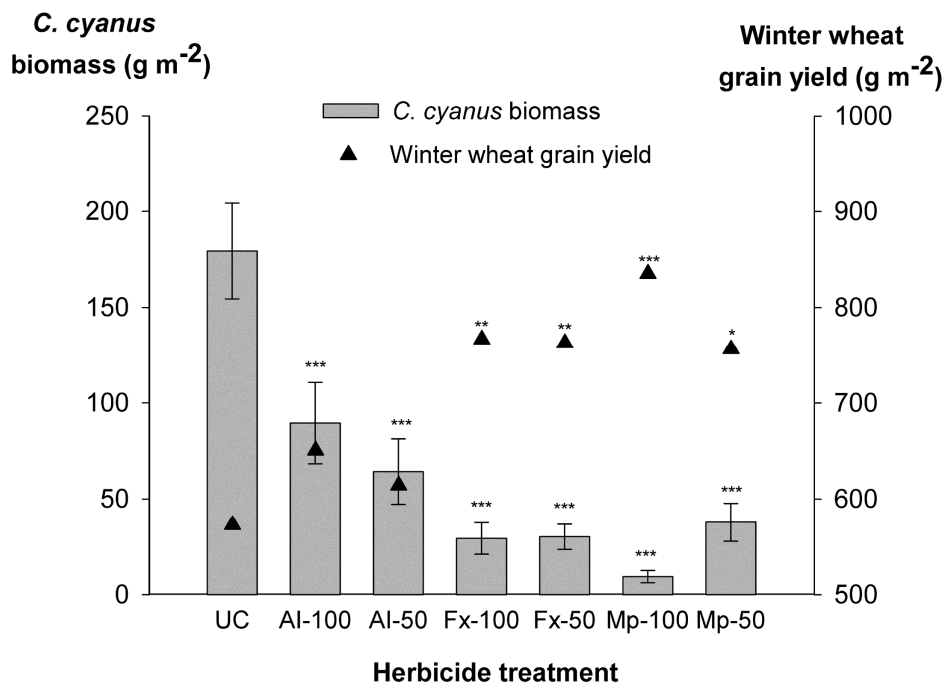 C. cyanus
biomass (g m-2)
Winter wheat
grain yield (g m-2)
C. cyanus biomass
Winter wheat grain yield
250
200
150
100
50
0
1000
900
800
700
600
500
***
***
***
***
***
***
**
**
***
*
UC Al-100 Al-50 Fx-100 Fx-50 Mp-100 Mp-50
Herbicide treatment